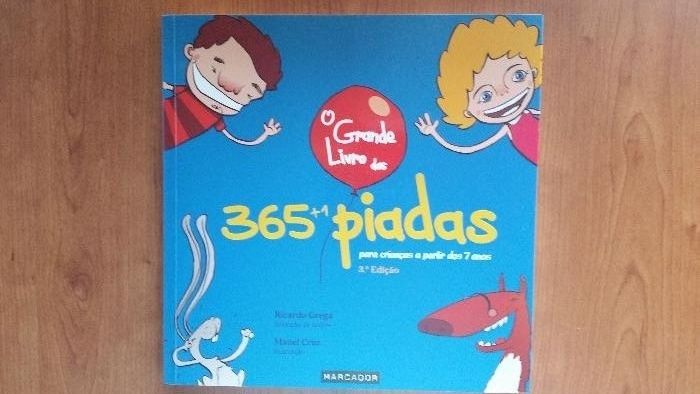 O Grande
Livro das
365+1 piadas
para crianças a partir dos 7 anos
3.ª Edição
Ricardo Grega
Manel Cruz
MARCADOR